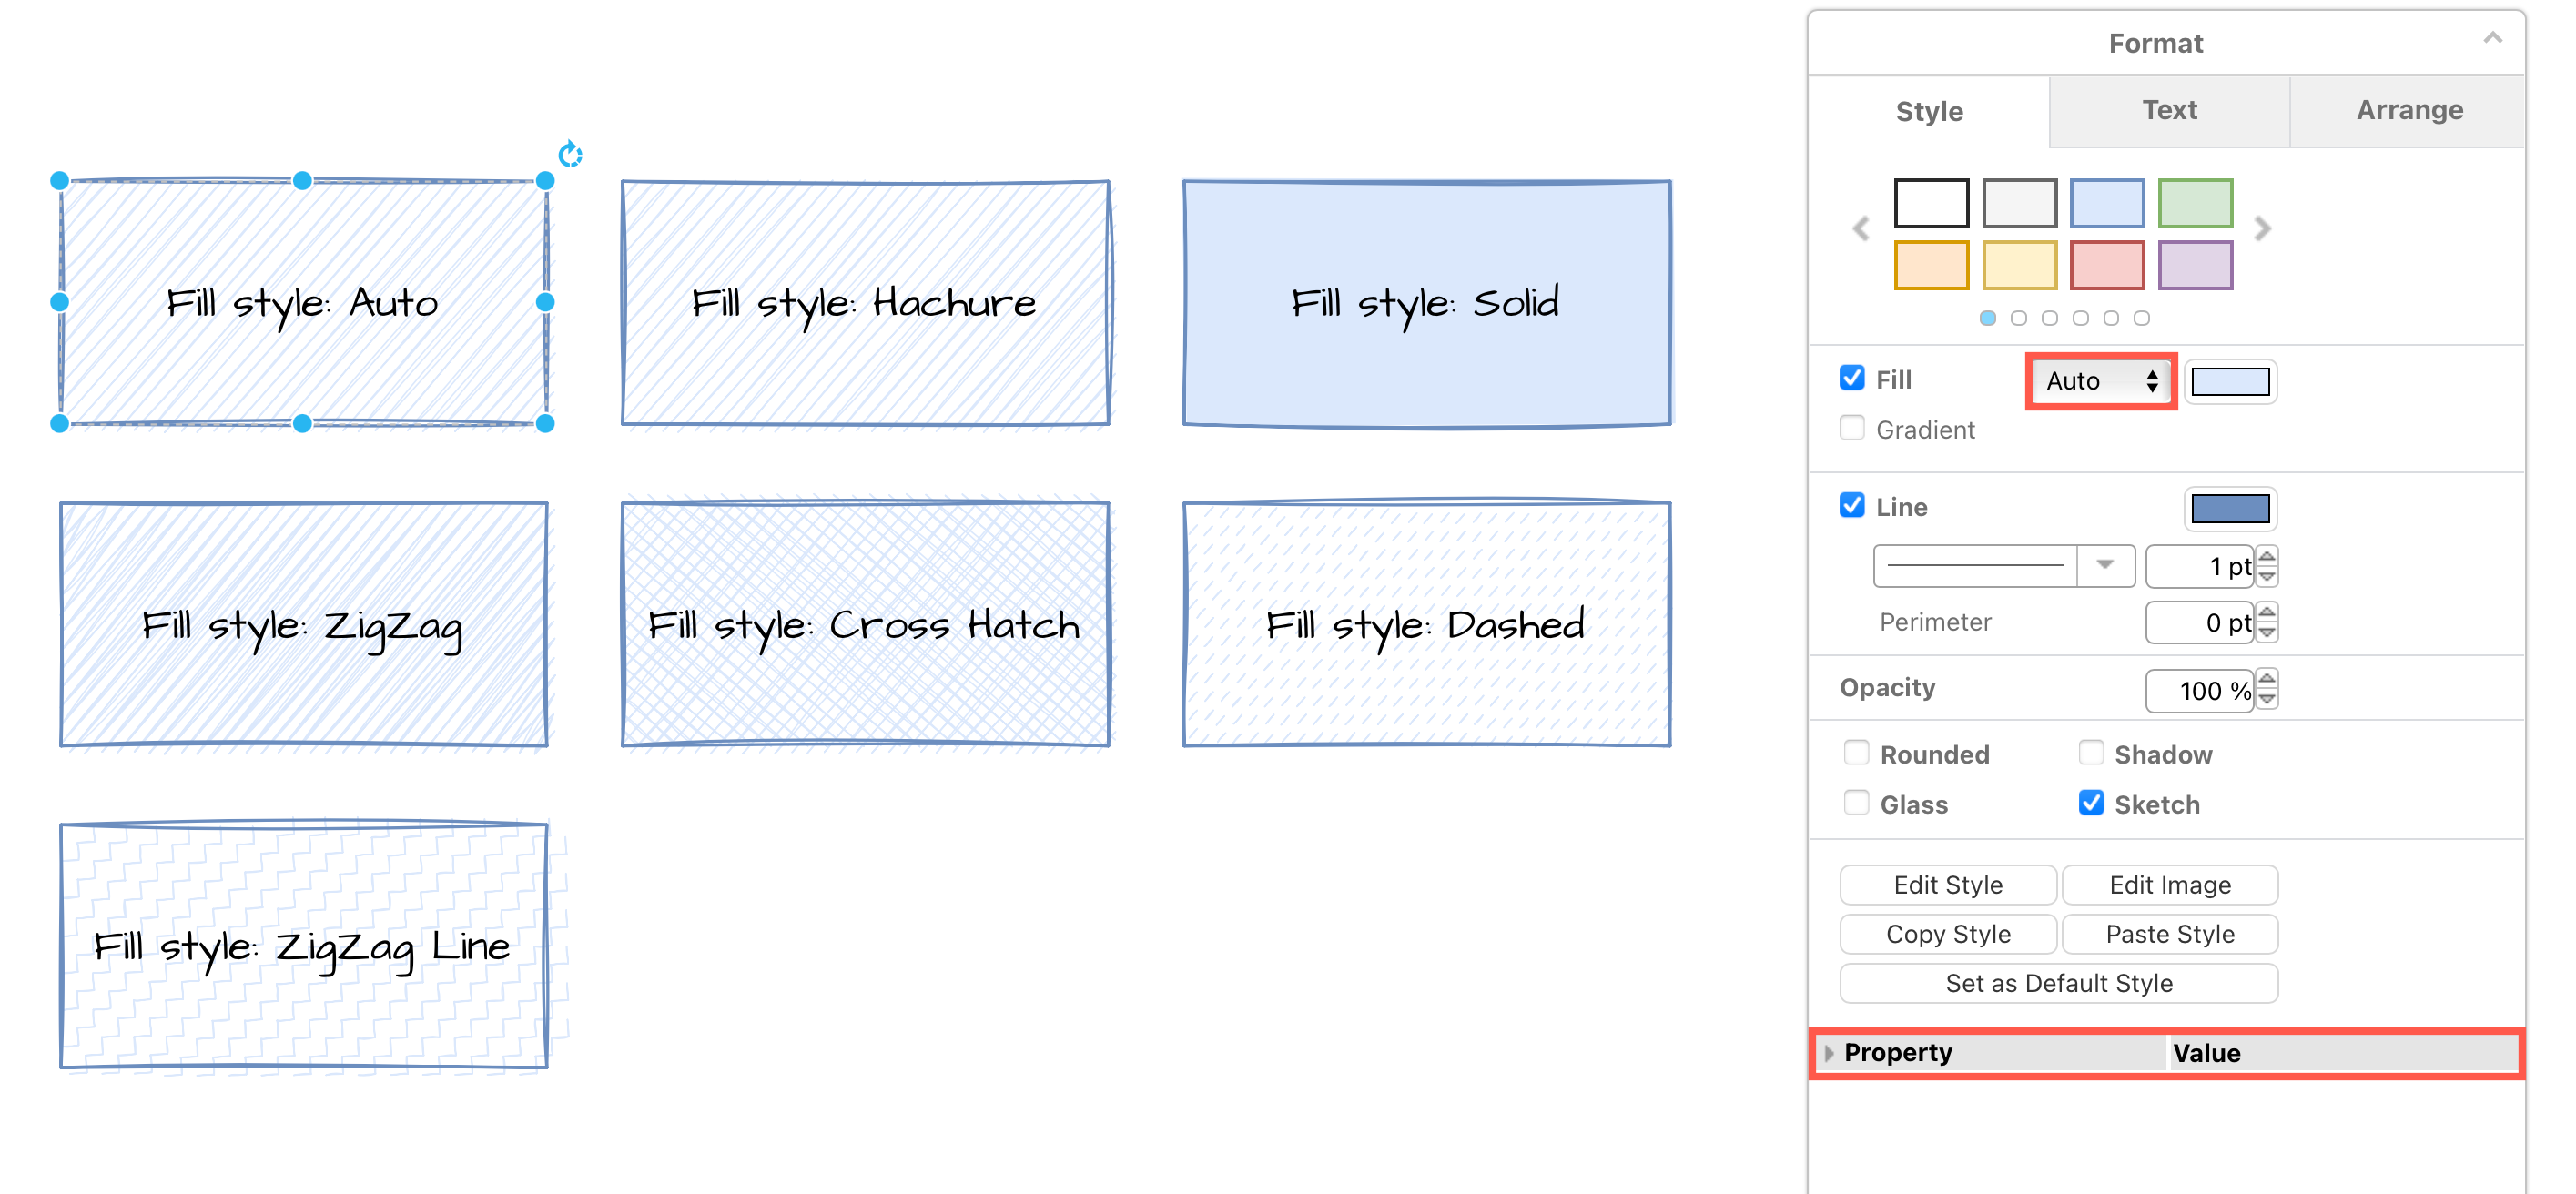 Fill style: Auto
Fill style: Hachure
Fill style: Solid
Fill style: ZigZag
Fill style: Cross Hatch
Fill style: Dashed
Fill style: ZigZag Line
Format
Style
Text
Arrange
Fill
Auto
Gradient
Line
1 pt
Perimeter
0 pt
Opacity
100 %
Rounded
Shadow
Glass
Sketch
Edit Style
Edit Image
Copy Style
Paste Style
Set as Default Style
Property
Value